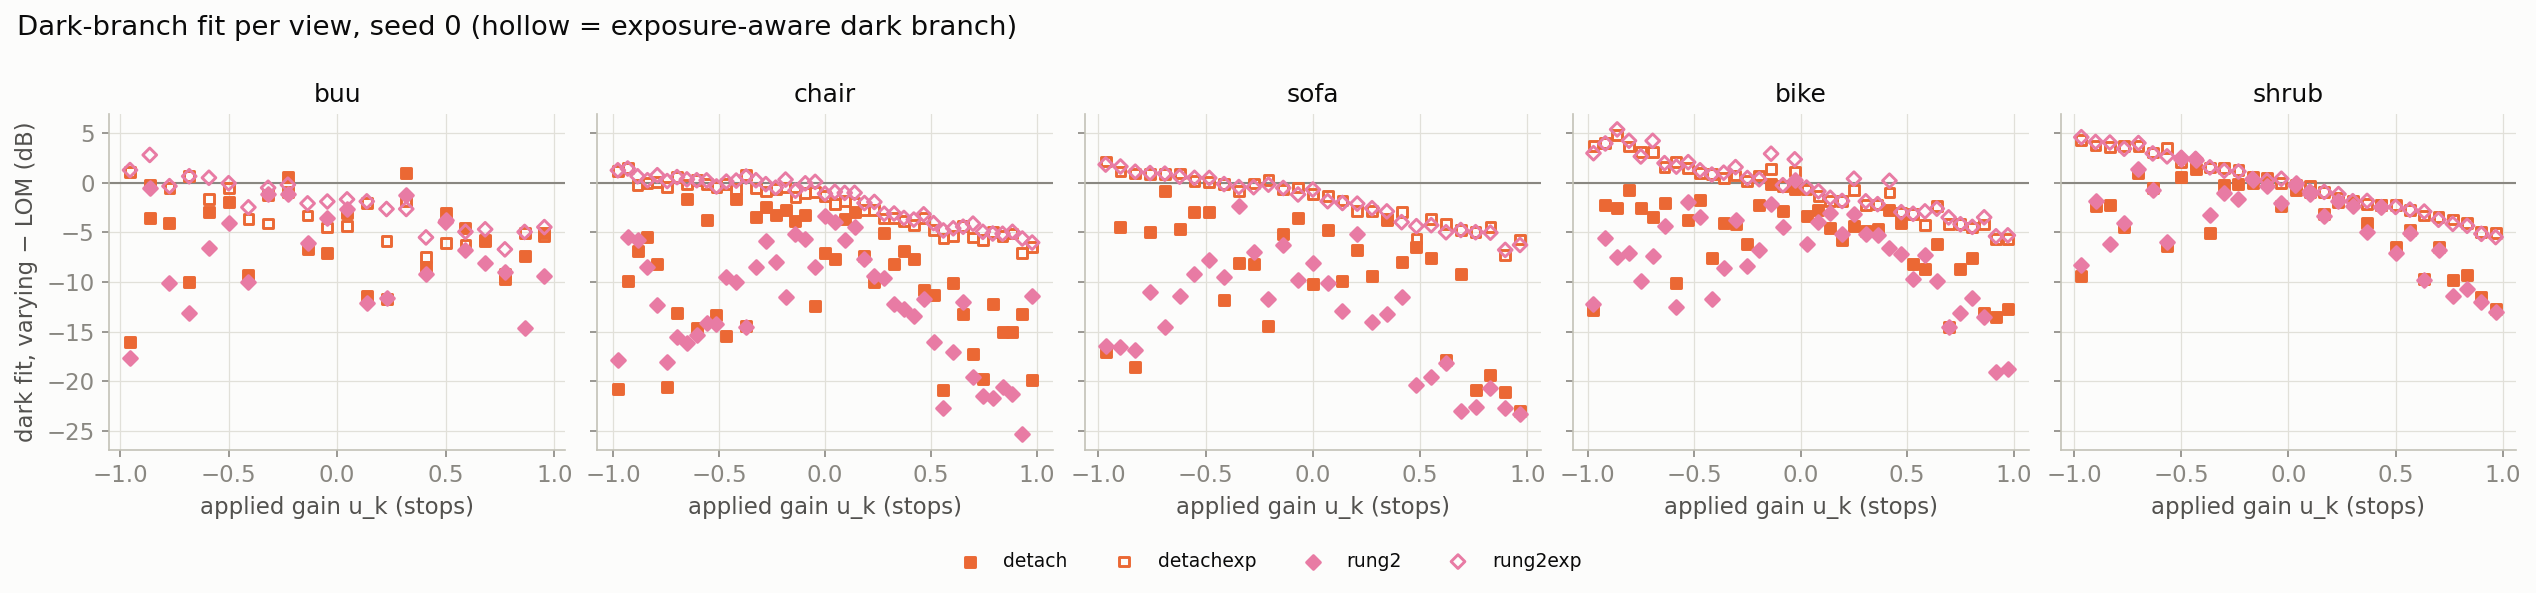 Dark-branch fit per view, seed 0 (hollow = exposure-aware dark branch)
buu chair sofa bike shrub
dark fit, varying − LOM (dB)
5
0
−5
−10
−15
−20
−25
−1.0 −0.5 0.0 0.5 1.0 −1.0 −0.5 0.0 0.5 1.0 −1.0 −0.5 0.0 0.5 1.0 −1.0 −0.5 0.0 0.5 1.0 −1.0 −0.5 0.0 0.5 1.0
applied gain u_k (stops) applied gain u_k (stops) applied gain u_k (stops) applied gain u_k (stops) applied gain u_k (stops)
detach detachexp rung2 rung2exp